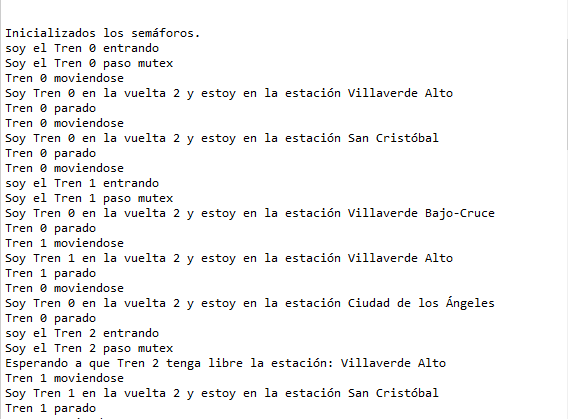 Inicializados los semáforos.
soy el Tren 0 entrando
Soy el Tren 0 paso mutex
Tren 0 moviendose
Soy Tren 0 en la vuelta 2 y estoy en la estación Villaverde Alto
Tren 0 parado
Tren 0 moviendose
Soy Tren 0 en la vuelta 2 y estoy en la estación San Cristóbal
Tren 0 parado
Tren 0 moviendose
soy el Tren 1 entrando
Soy el Tren 1 paso mutex
Soy Tren 0 en la vuelta 2 y estoy en la estación Villaverde Bajo-Cruce
Tren 0 parado
Tren 1 moviendose
Soy Tren 1 en la vuelta 2 y estoy en la estación Villaverde Alto
Tren 1 parado
Tren 0 moviendose
Soy Tren 0 en la vuelta 2 y estoy en la estación Ciudad de los Ángeles
Tren 0 parado
soy el Tren 2 entrando
Soy el Tren 2 paso mutex
Esperando a que Tren 2 tenga libre la estación: Villaverde Alto
Tren 1 moviendose
Soy Tren 1 en la vuelta 2 y estoy en la estación San Cristóbal
Tren 1 parado